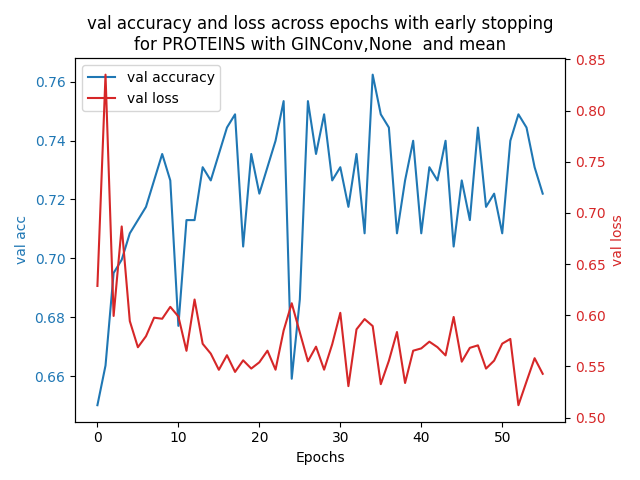 val accuracy and loss across epochs with early stopping
for PROTEINS with GINConv,None  and mean
val accuracy
val loss
0.76
0.74
0.72
0.70
0.68
0.66
val acc
0.85
0.80
0.75
0.70
0.65
0.60
0.55
0.50
val loss
0 10 20 30 40 50
Epochs